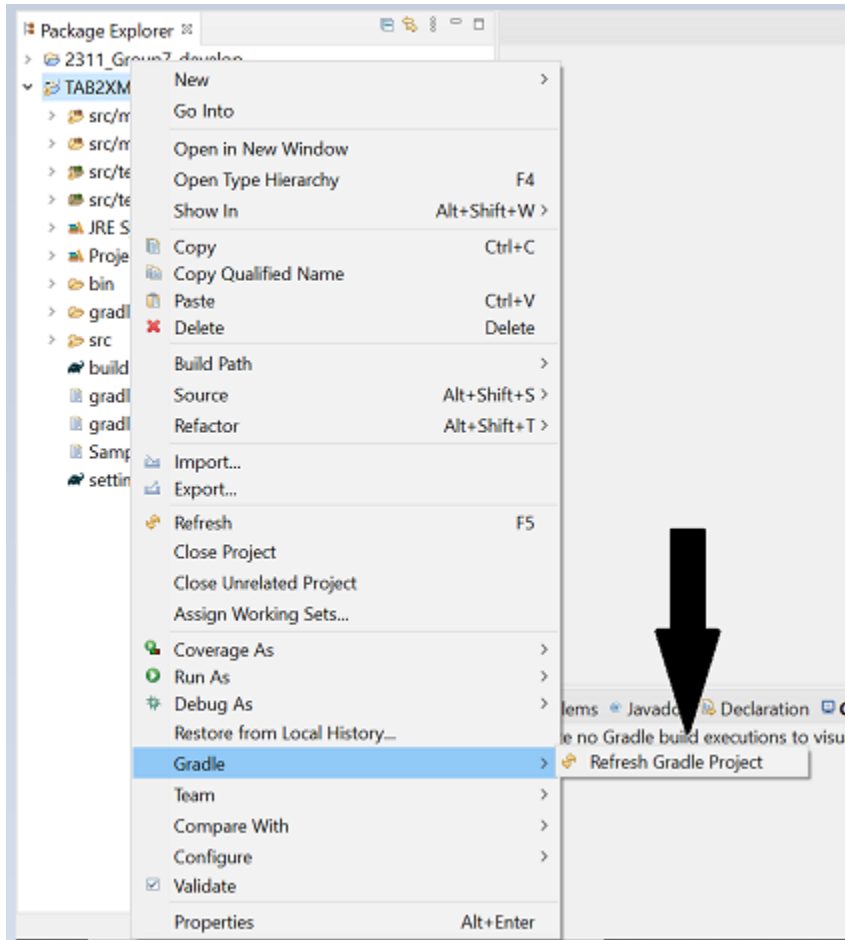 Package Explorer
2311_Group7_develop
TAB2XM
src/m
src/m
src/te
src/te
JRE S
Proje
bin
gradl
src
build
gradl
gradl
Samp
settin
New
Go Into
Open in New Window
Open Type Hierarchy F4
Show In Alt+Shift+W
Copy Ctrl+C
Copy Qualified Name
Paste Ctrl+V
Delete Delete
Build Path
Source Alt+Shift+S
Refactor Alt+Shift+T
Import...
Export...
Refresh F5
Close Project
Close Unrelated Project
Assign Working Sets...
Coverage As
Run As
Debug As
Restore from Local History...
Gradle
Team
Compare With
Configure
Validate
Properties Alt+Enter
lems Javado Declaration
e no Gradle build executions to visu
Refresh Gradle Project